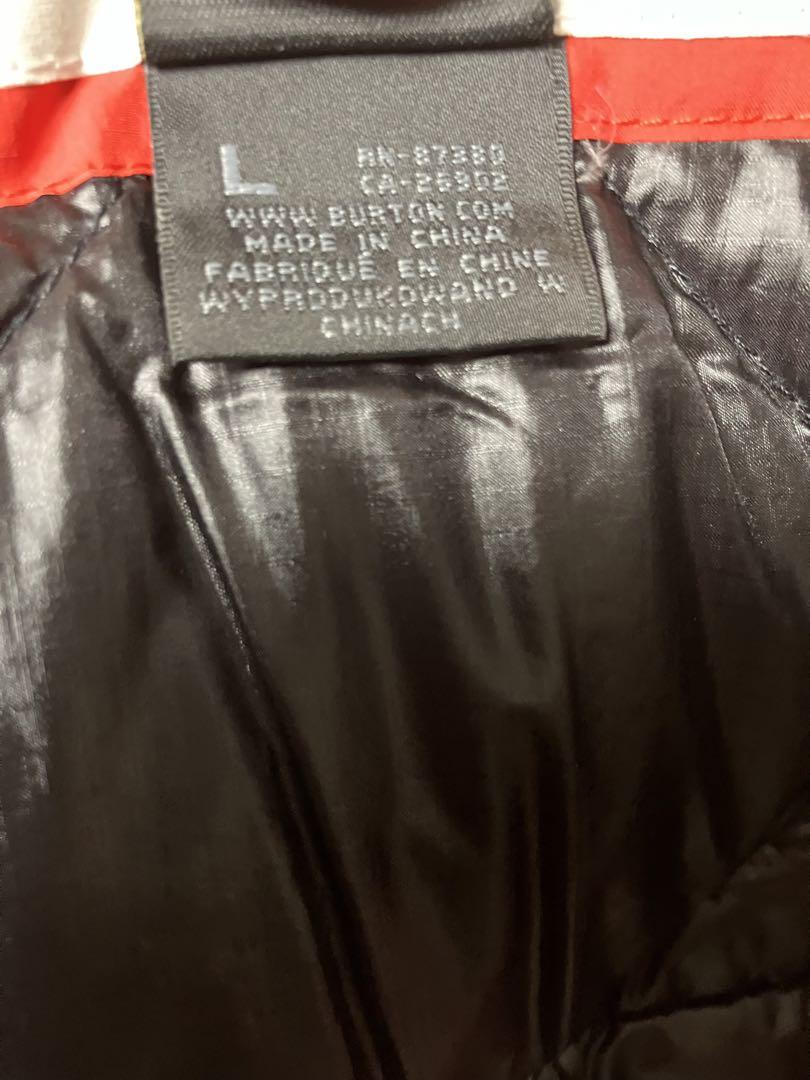 L
RN-87380
CA-25902
WWW.BURTON.COM
MADE IN CHINA
FABRIQUÉ EN CHINE
WYPRODUKOWANO W
CHINACH